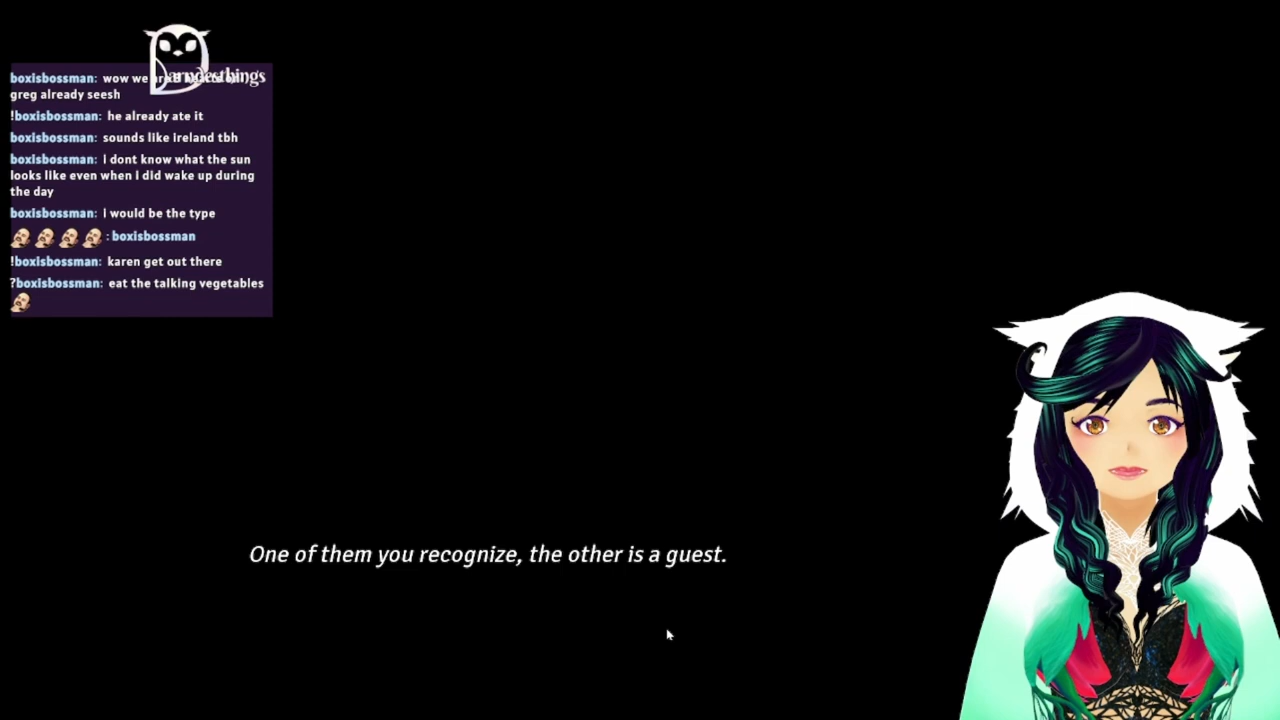 boxisbossman: wow we
greg already seesh
!boxisbossman: he already ate it
boxisbossman: sounds like ireland tbh
boxisbossman: I dont know what the sun
looks like even when I did wake up during
the day
boxisbossman: I would be the type
: boxisbossman
!boxisbossman: karen get out there
?boxisbossman: eat the talking vegetables
One of them you recognize, the other is a guest.